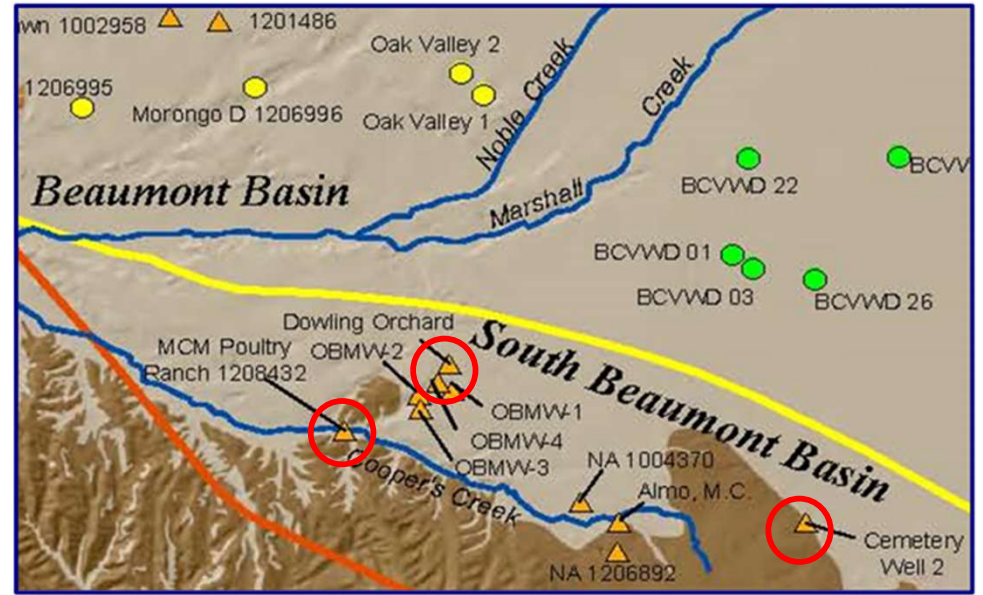 wn 1002958
1201486
Oak Valley 2
1206995
Morongo D 1206996
Oak Valley 1
Noble Creek
Marshall Creek
BCVWD 22
BCVV
Beaumont Basin
BCVWD 01
BCVWD 03
BCVWD 26
Dowling Orchard
South Beaumont Basin
MCM Poultry
Ranch 1208432
OBMW-2
OBMW-1
OBMW-4
OBMW-3
Cooper's Creek
NA 1004370
Almo, M.C.
Cemetery
Well 2
NA 1206892